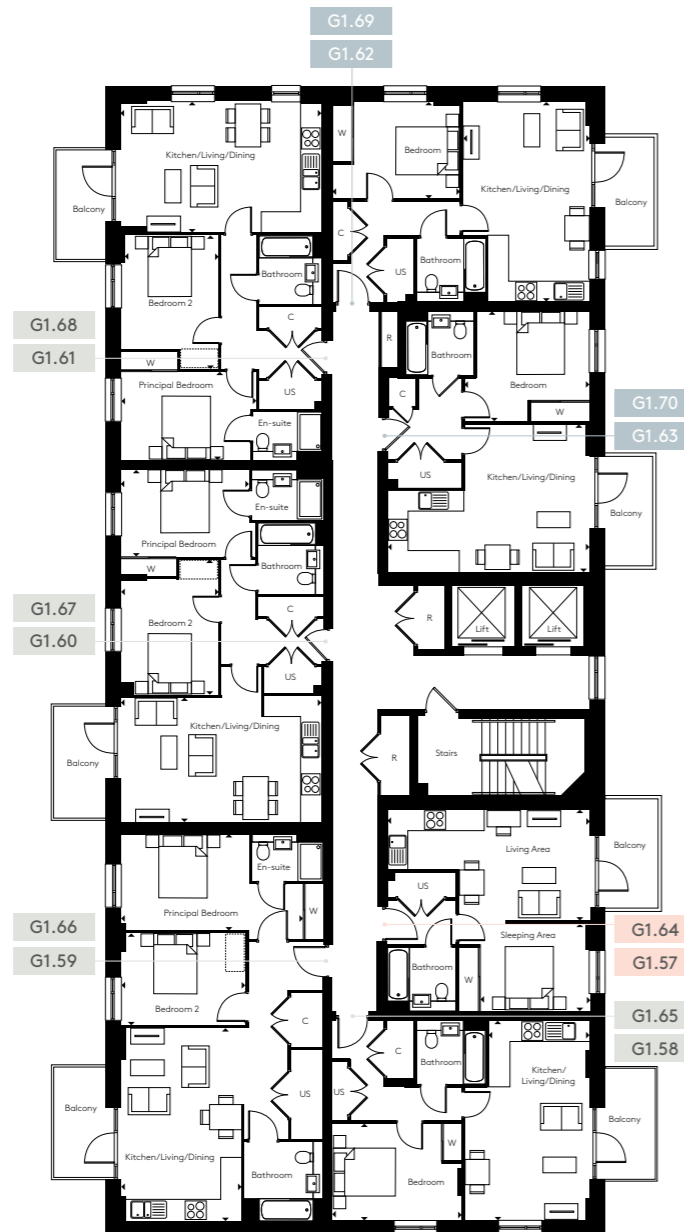 G1.69
G1.62
Kitchen/Living/Dining
W
Bedroom
Kitchen/Living/Dining
Balcony
Balcony
C
Bathroom
Bathroom
US
Bedroom 2
C
G1.68
G1.61
R
Bathroom
Bedroom
W
Principal Bedroom
US
C
W
G1.70
G1.63
En-suite
US
Kitchen/Living/Dining
Balcony
En-suite
Principal Bedroom
Bathroom
W
G1.67
G1.60
Bedroom 2
C
R
Lift
Lift
US
Kitchen/Living/Dining
Balcony
Stairs
R
Living Area
Balcony
En-suite
US
Principal Bedroom
W
G1.66
G1.59
Sleeping Area
G1.64
G1.57
Bathroom
W
Bedroom 2
C
G1.65
G1.58
C
Bathroom
Kitchen/
Living/Dining
US
US
Balcony
Balcony
W
Kitchen/Living/Dining
Bathroom
Bedroom